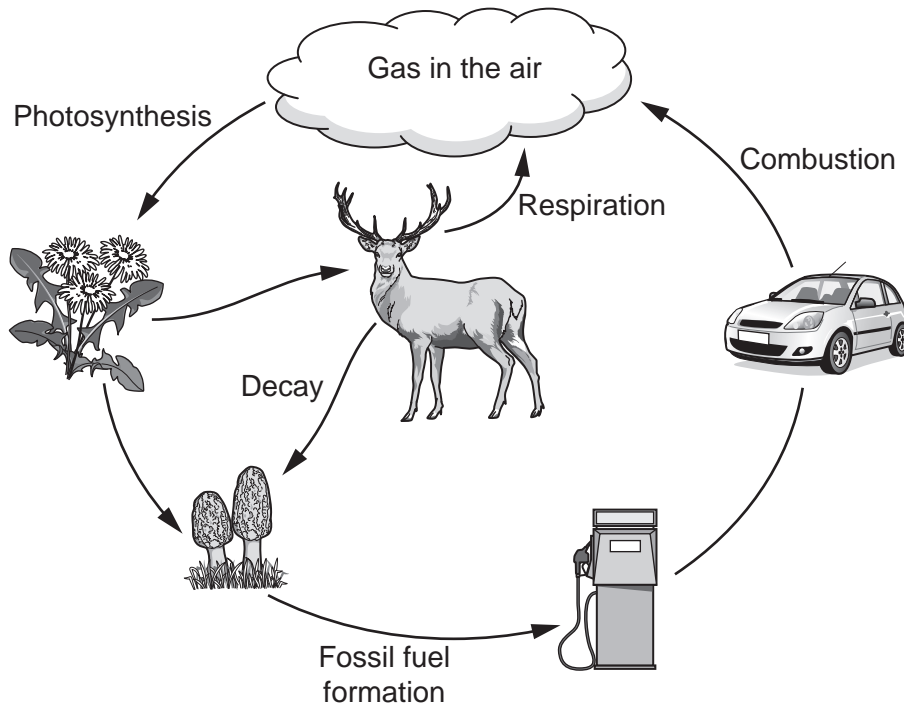 Gas in the air
Photosynthesis
Combustion
Respiration
Decay
Fossil fuel
formation